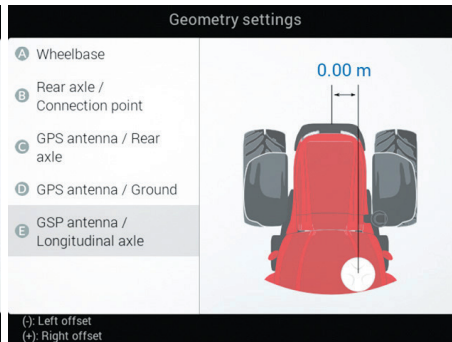 Geometry settings
A Wheelbase
B Rear axle /
Connection point
C GPS antenna / Rear
axle
D GPS antenna / Ground
E GSP antenna /
Longitudinal axle
0.00 m
(-): Left offset
(+): Right offset